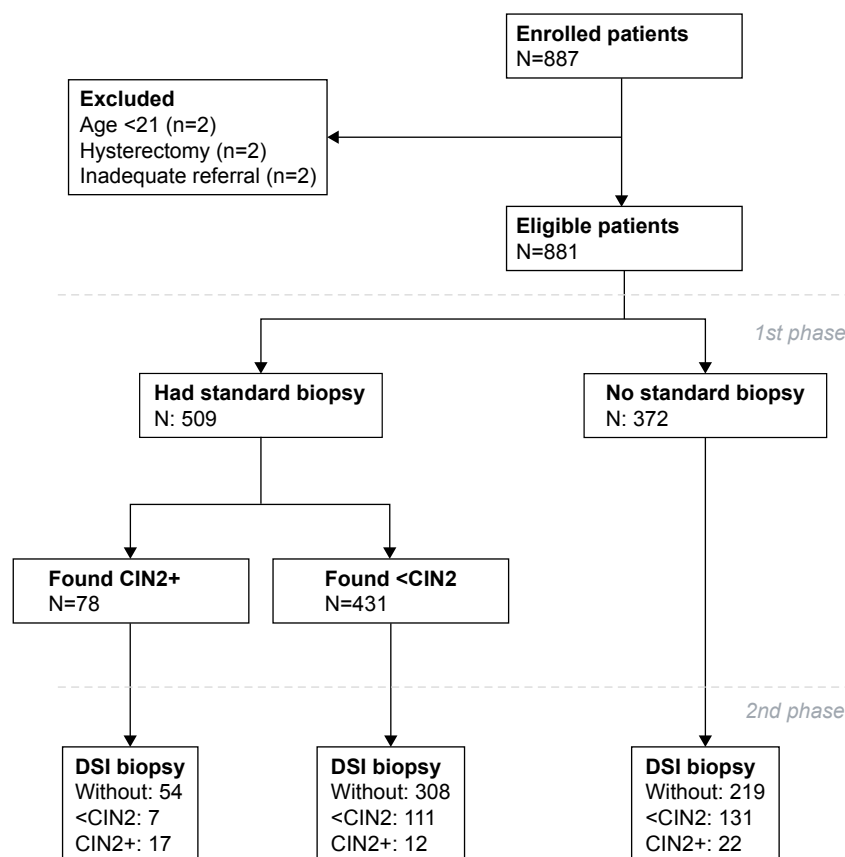 Enrolled patients
N=887
Excluded
Age <21 (n=2)
Hysterectomy (n=2)
Inadequate referral (n=2)
Eligible patients
N=881
1st phase
Had standard biopsy
N: 509
No standard biopsy
N: 372
Found CIN2+
N=78
Found <CIN2
N=431
2nd phase
DSI biopsy
Without: 54
<CIN2: 7
CIN2+: 17
DSI biopsy
Without: 308
<CIN2: 111
CIN2+: 12
DSI biopsy
Without: 219
<CIN2: 131
CIN2+: 22